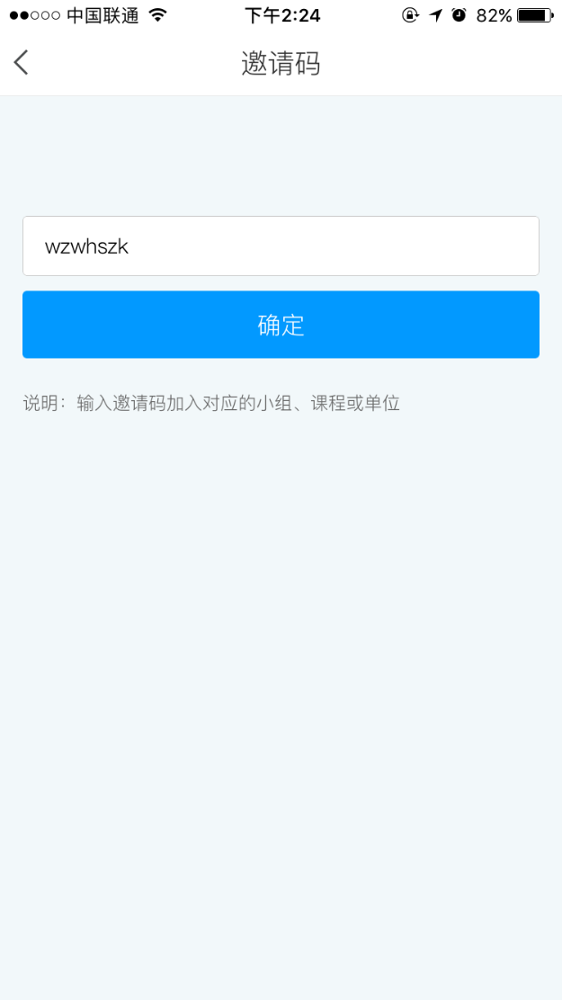 中国联通 下午2:24 82%
邀请码
wzwhszk
确定
说明：输入邀请码加入对应的小组、课程或单位